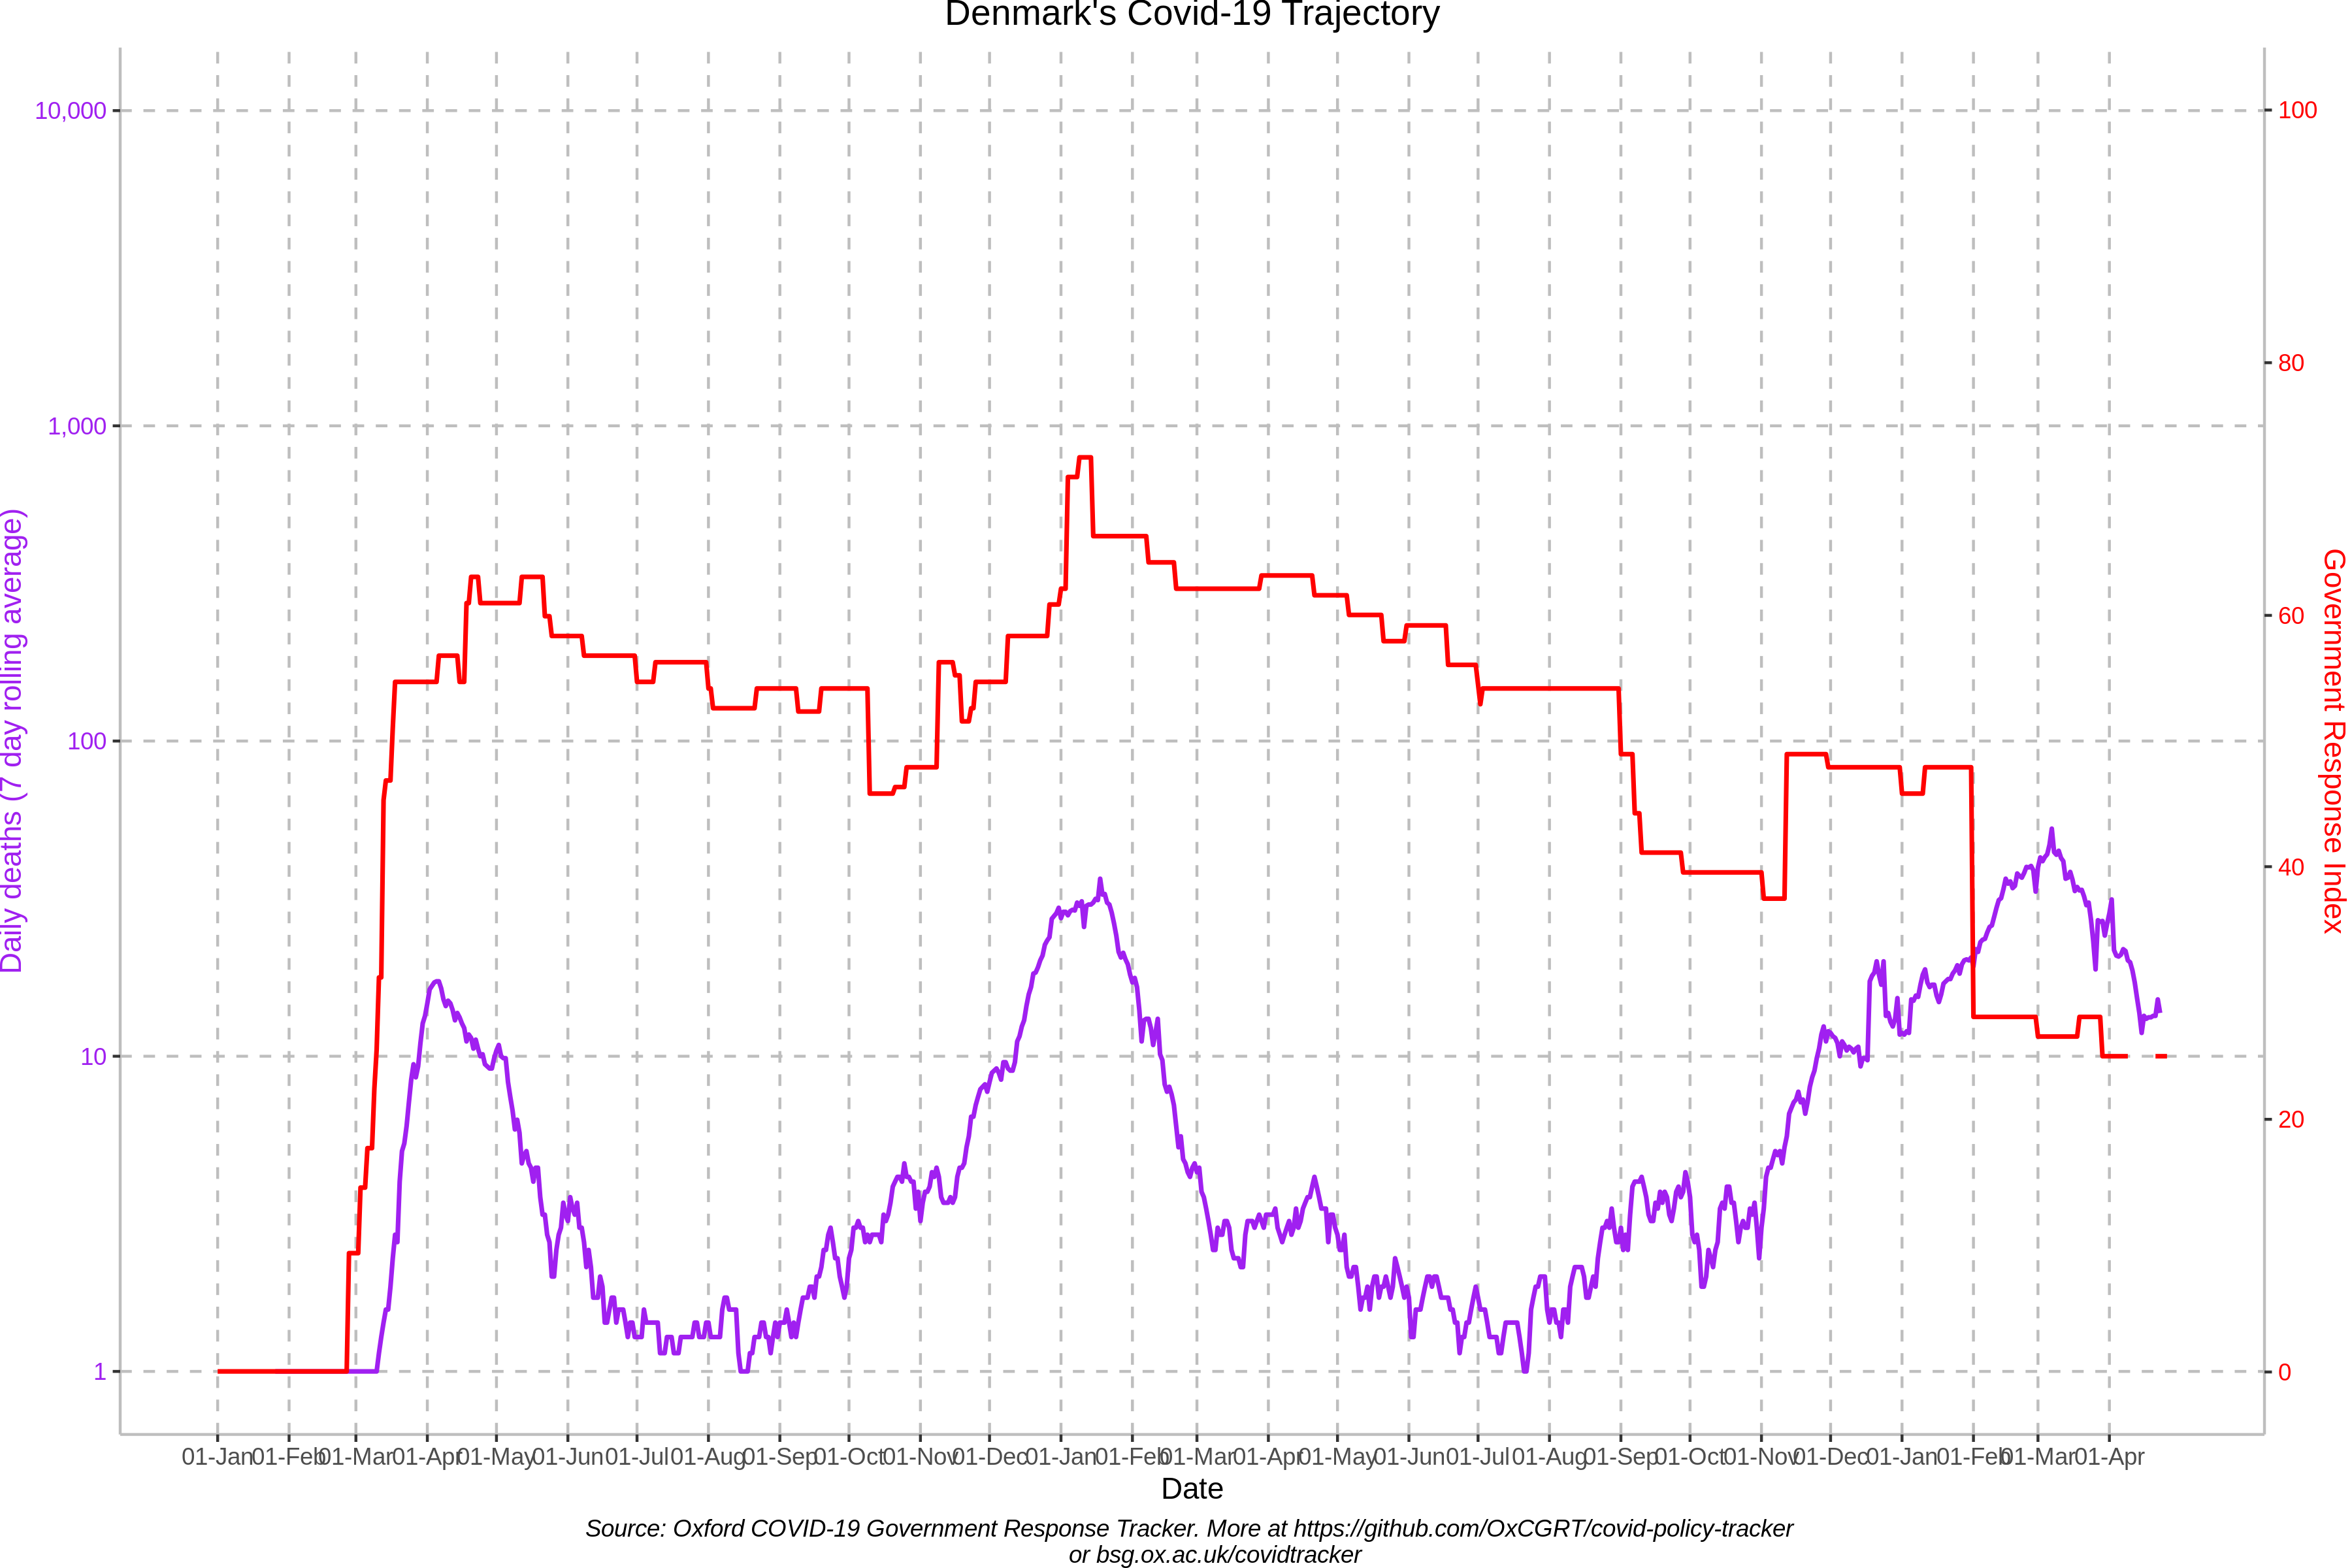 Denmark's Covid-19 Trajectory
10,000
1,000
100
10
1
Daily deaths (7 day rolling average)
100
80
60
40
20
0
Government Response Index
01-Jan 01-Feb 01-Mar 01-Apr 01-May 01-Jun 01-Jul 01-Aug 01-Sep 01-Oct 01-Nov 01-Dec 01-Jan 01-Feb 01-Mar 01-Apr 01-May 01-Jun 01-Jul 01-Aug 01-Sep 01-Oct 01-Nov 01-Dec 01-Jan 01-Feb 01-Mar 01-Apr
Date
Source: Oxford COVID-19 Government Response Tracker. More at https://github.com/OxCGRT/covid-policy-tracker
or bsg.ox.ac.uk/covidtracker